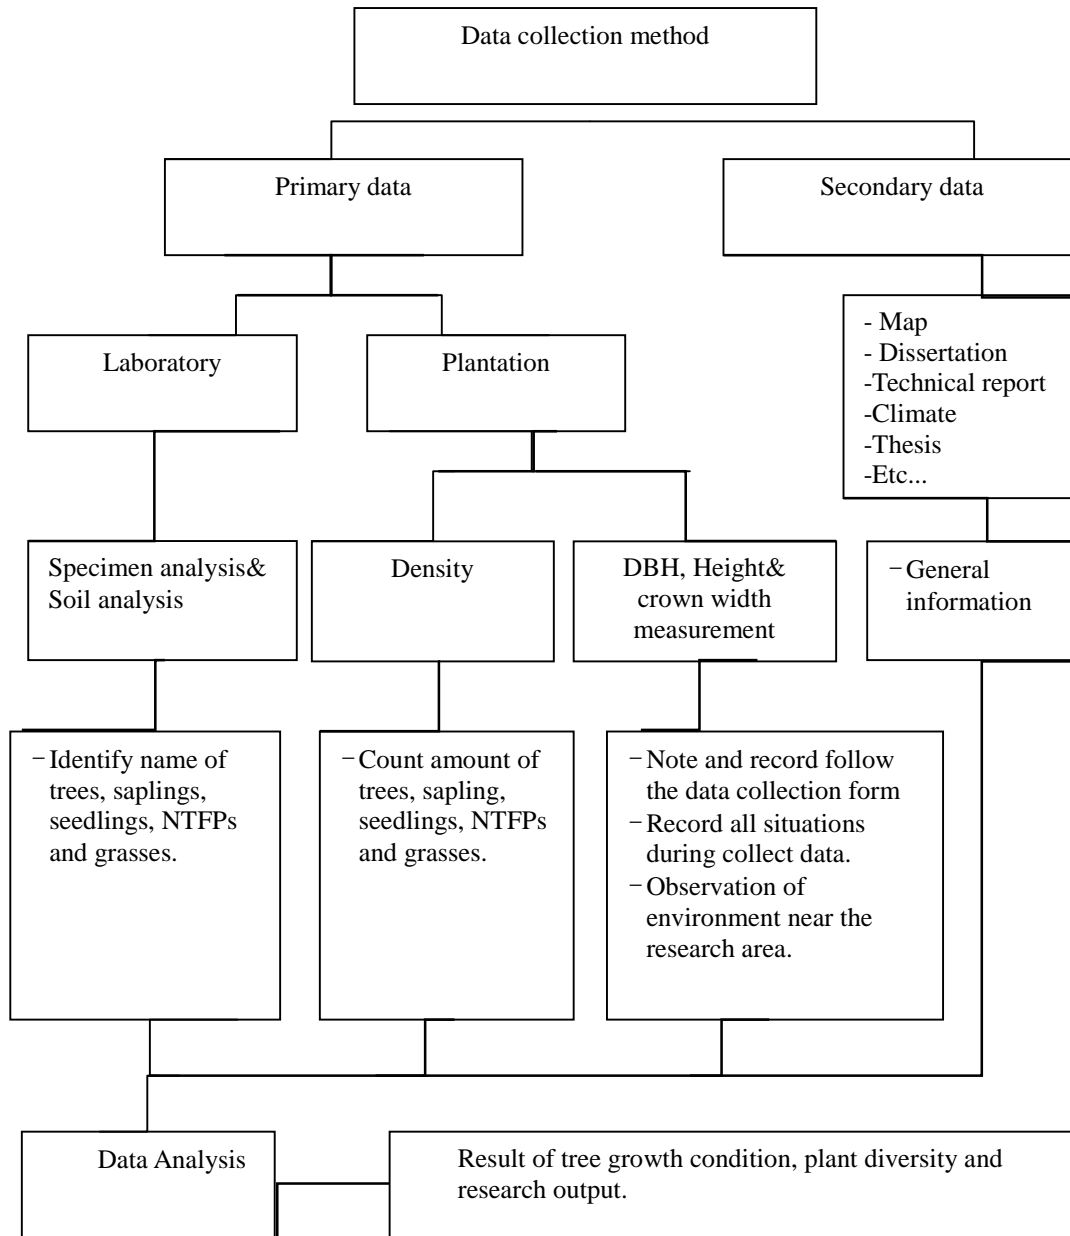 Data collection method
Primary data
Secondary data
Laboratory
Plantation
- Map
- Dissertation
-Technical report
-Climate
-Thesis
-Etc...
Specimen analysis&
Soil analysis
Density
DBH, Height&
crown width
measurement
- General
information
- Identify name of
trees, saplings,
seedlings, NTFPs
and grasses.
- Count amount of
trees, sapling,
seedlings, NTFPs
and grasses.
- Note and record follow
the data collection form
- Record all situations
during collect data.
- Observation of
environment near the
research area.
Data Analysis
Result of tree growth condition, plant diversity and
research output.